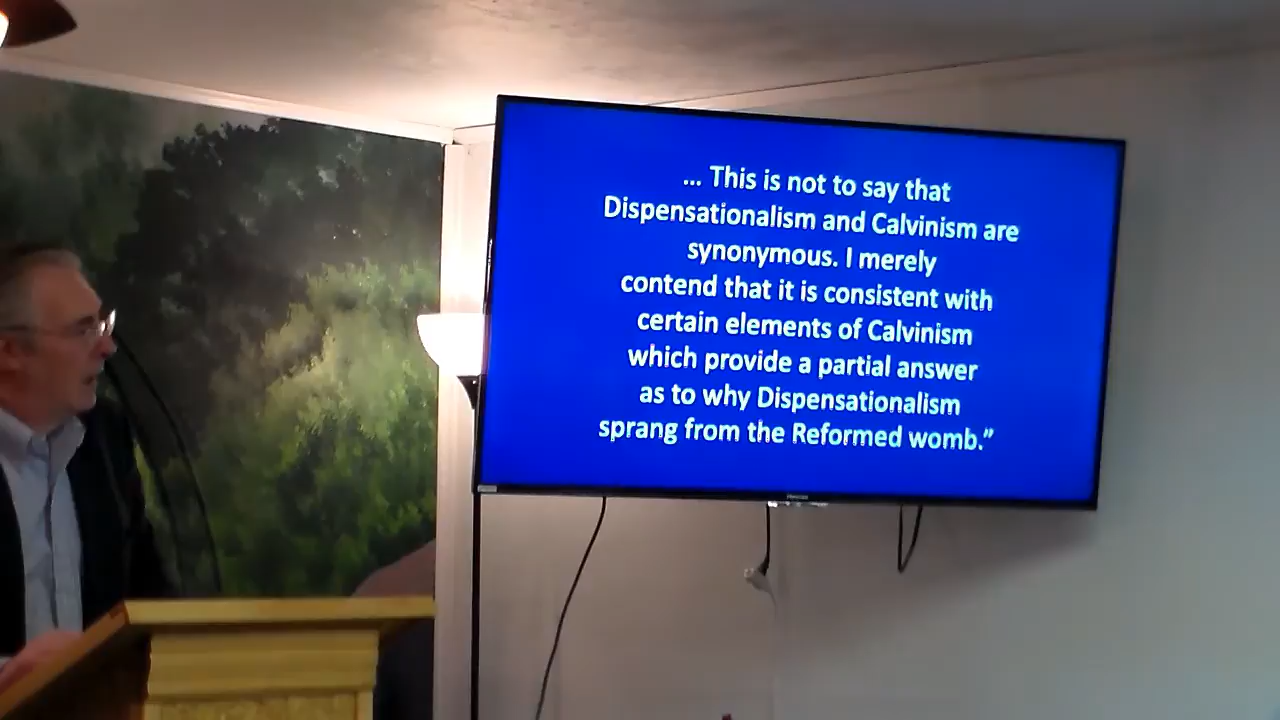 ... This is not to say that
Dispensationalism and Calvinism are
synonymous. I merely
contend that it is consistent with
certain elements of Calvinism
which provide a partial answer
as to why Dispensationalism
sprang from the Reformed womb.”